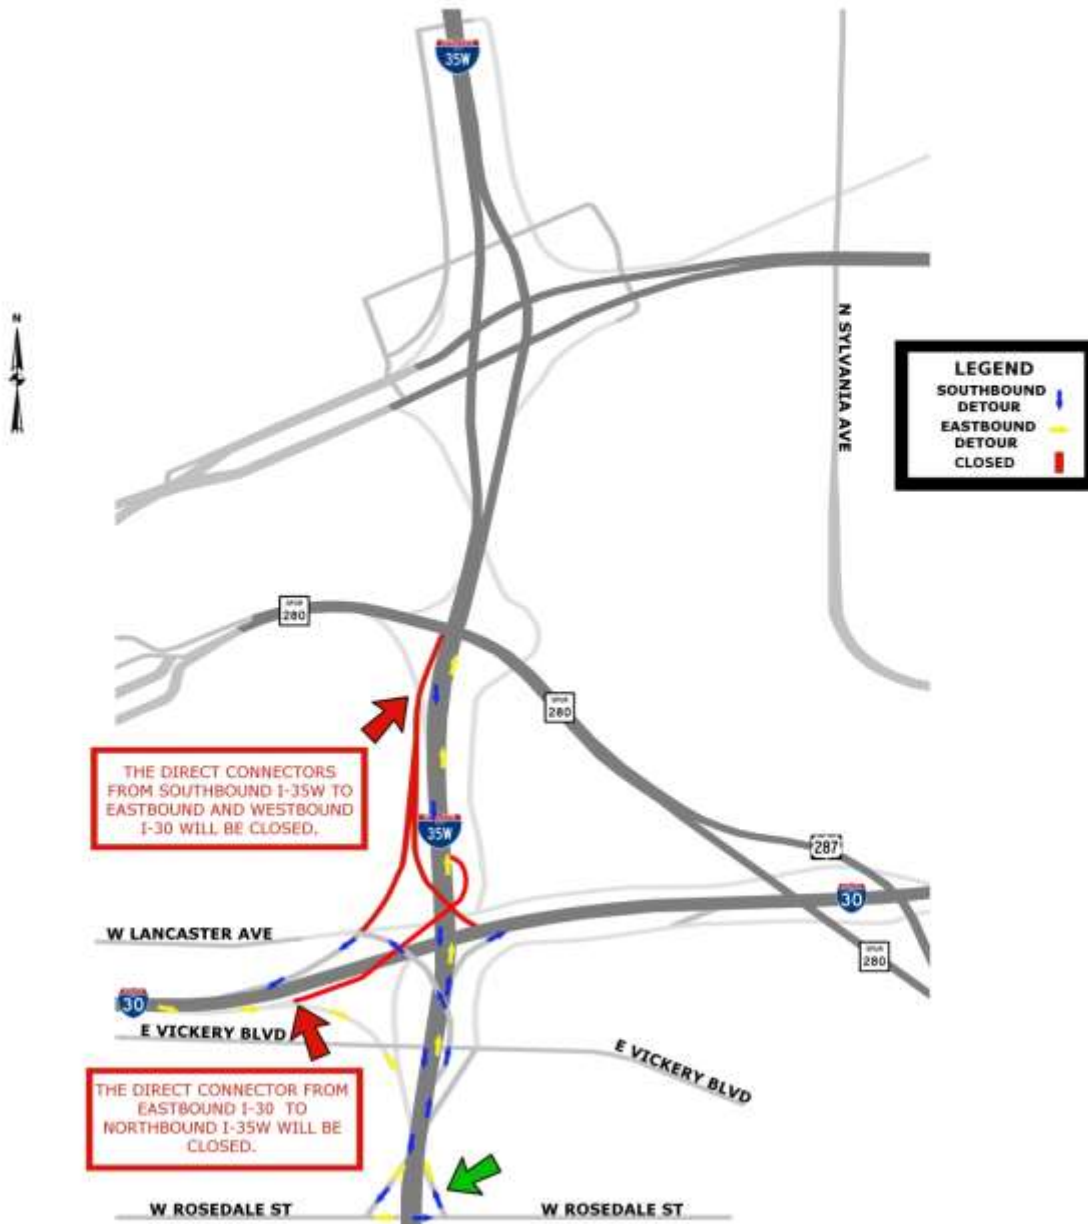 35W
N
N SYLVANIA AVE
LEGEND
SOUTHBOUND
DETOUR
EASTBOUND
DETOUR
CLOSED
SPUR
280
SPUR
280
THE DIRECT CONNECTORS
FROM SOUTHBOUND I-35W TO
EASTBOUND AND WESTBOUND
I-30 WILL BE CLOSED.
35W
287
30
W LANCASTER AVE
SPUR
280
30
E VICKERY BLVD
E VICKERY BLVD
THE DIRECT CONNECTOR FROM
EASTBOUND I-30 TO
NORTHBOUND I-35W WILL BE
CLOSED.
W ROSEDALE ST
W ROSEDALE ST